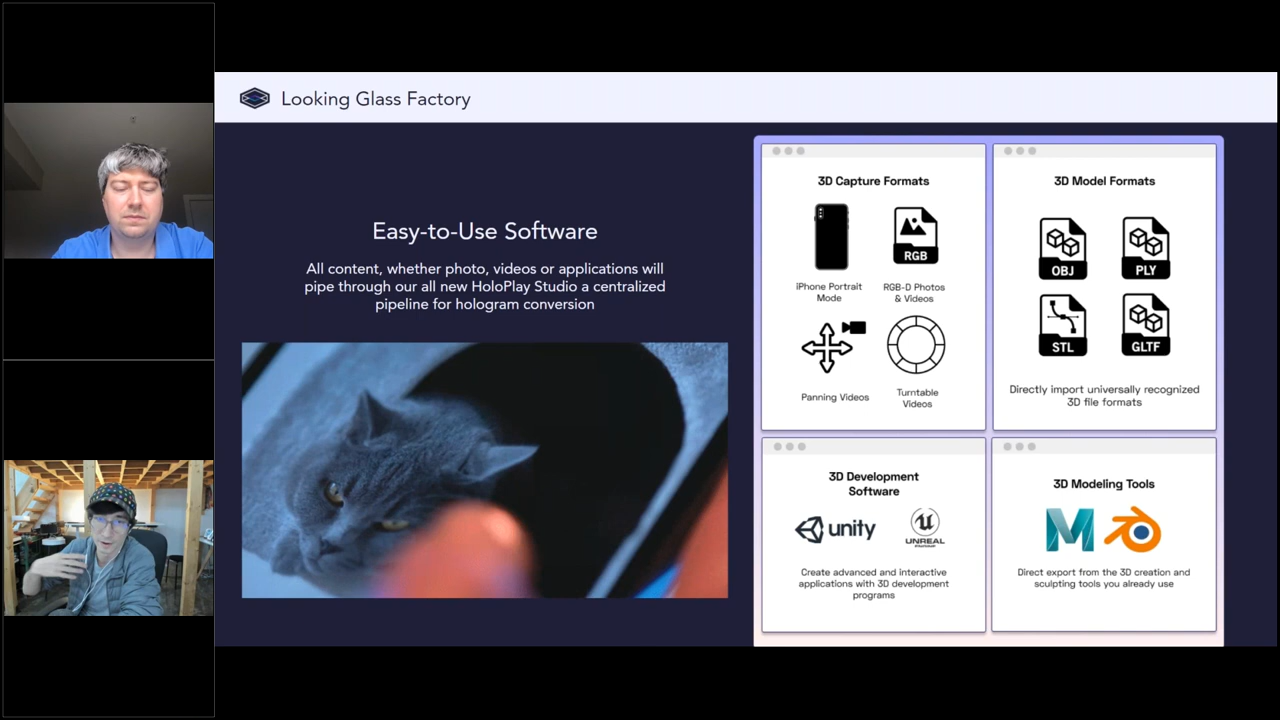 Looking Glass Factory
Easy-to-Use Software
All content, whether photo, videos or applications will
pipe through our all new HoloPlay Studio a centralized
pipeline for hologram conversion
3D Capture Formats
RGB
iPhone Portrait
Mode
RGB-D Photos
& Videos
Panning Videos
Turntable
Videos
3D Model Formats
OBJ
PLY
STL
GLTF
Directly import universally recognized
3D file formats
3D Development
Software
unity
UNREAL
Create advanced and interactive
applications with 3D development
programs
3D Modeling Tools
M
Direct export from the 3D creation and
sculpting tools you already use